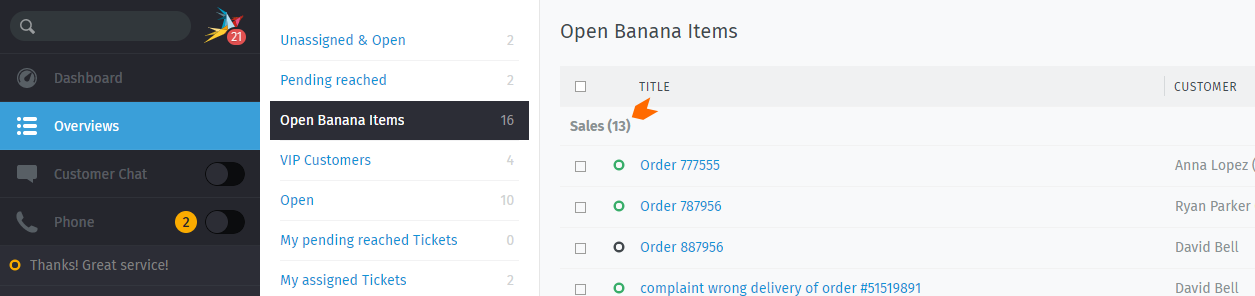 21
Dashboard
Overviews
Customer Chat
Phone 2
Thanks! Great service!
Unassigned & Open 2
Pending reached 2
Open Banana Items 16
VIP Customers 4
Open 10
My pending reached Tickets 0
My assigned Tickets 2
Open Banana Items
TITLE CUSTOMER
Sales (13)
Order 777555 Anna Lopez (
Order 787956 Ryan Parker
Order 887956 David Bell
complaint wrong delivery of order #51519891 David Bell